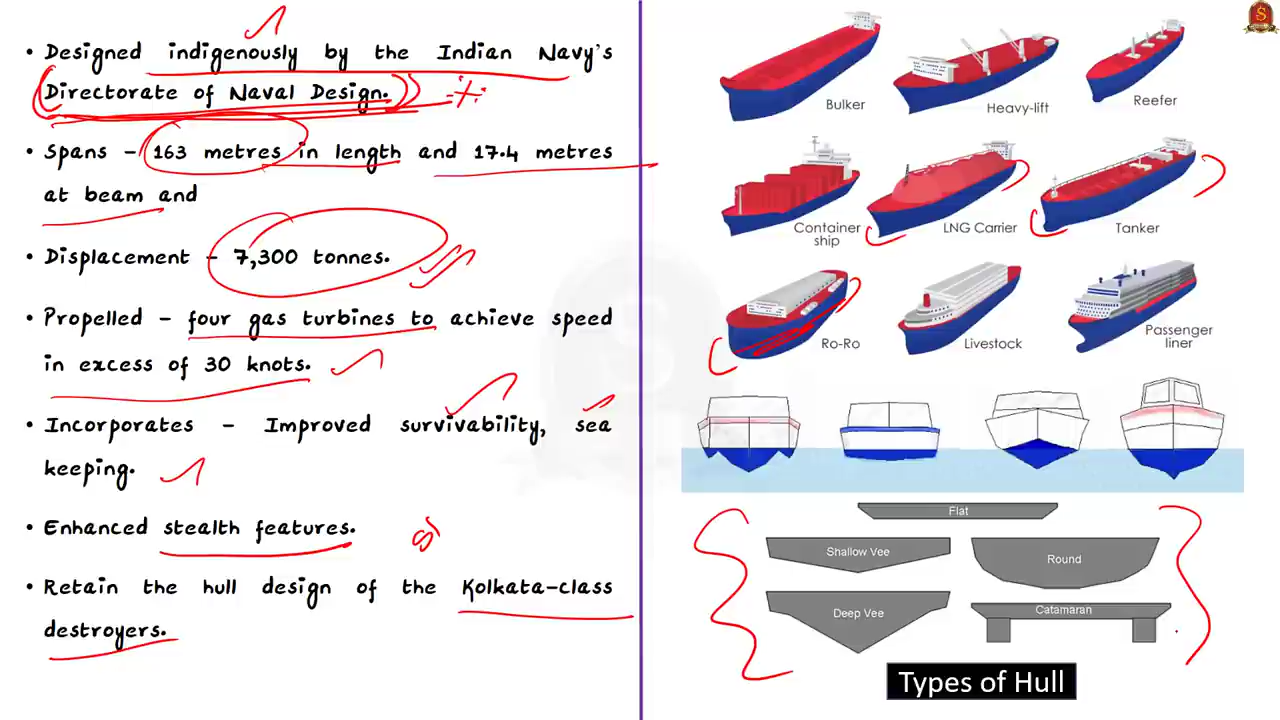 • Designed indigenously by the Indian Navy's
Directorate of Naval Design.
• Spans – 163 metres in length and 17.4 metres
at beam and
• Displacement – 7,300 tonnes.
• Propelled – four gas turbines to achieve speed
in excess of 30 knots.
• Incorporates – Improved survivability, sea
keeping.
• Enhanced stealth features.
• Retain the hull design of the Kolkata-class
destroyers.
S
Bulker
Heavy-lift
Reefer
Container
ship
LNG Carrier
Tanker
Ro-Ro
Livestock
Passenger
liner
Flat
Shallow Vee
Round
Deep Vee
Catamaran
Types of Hull